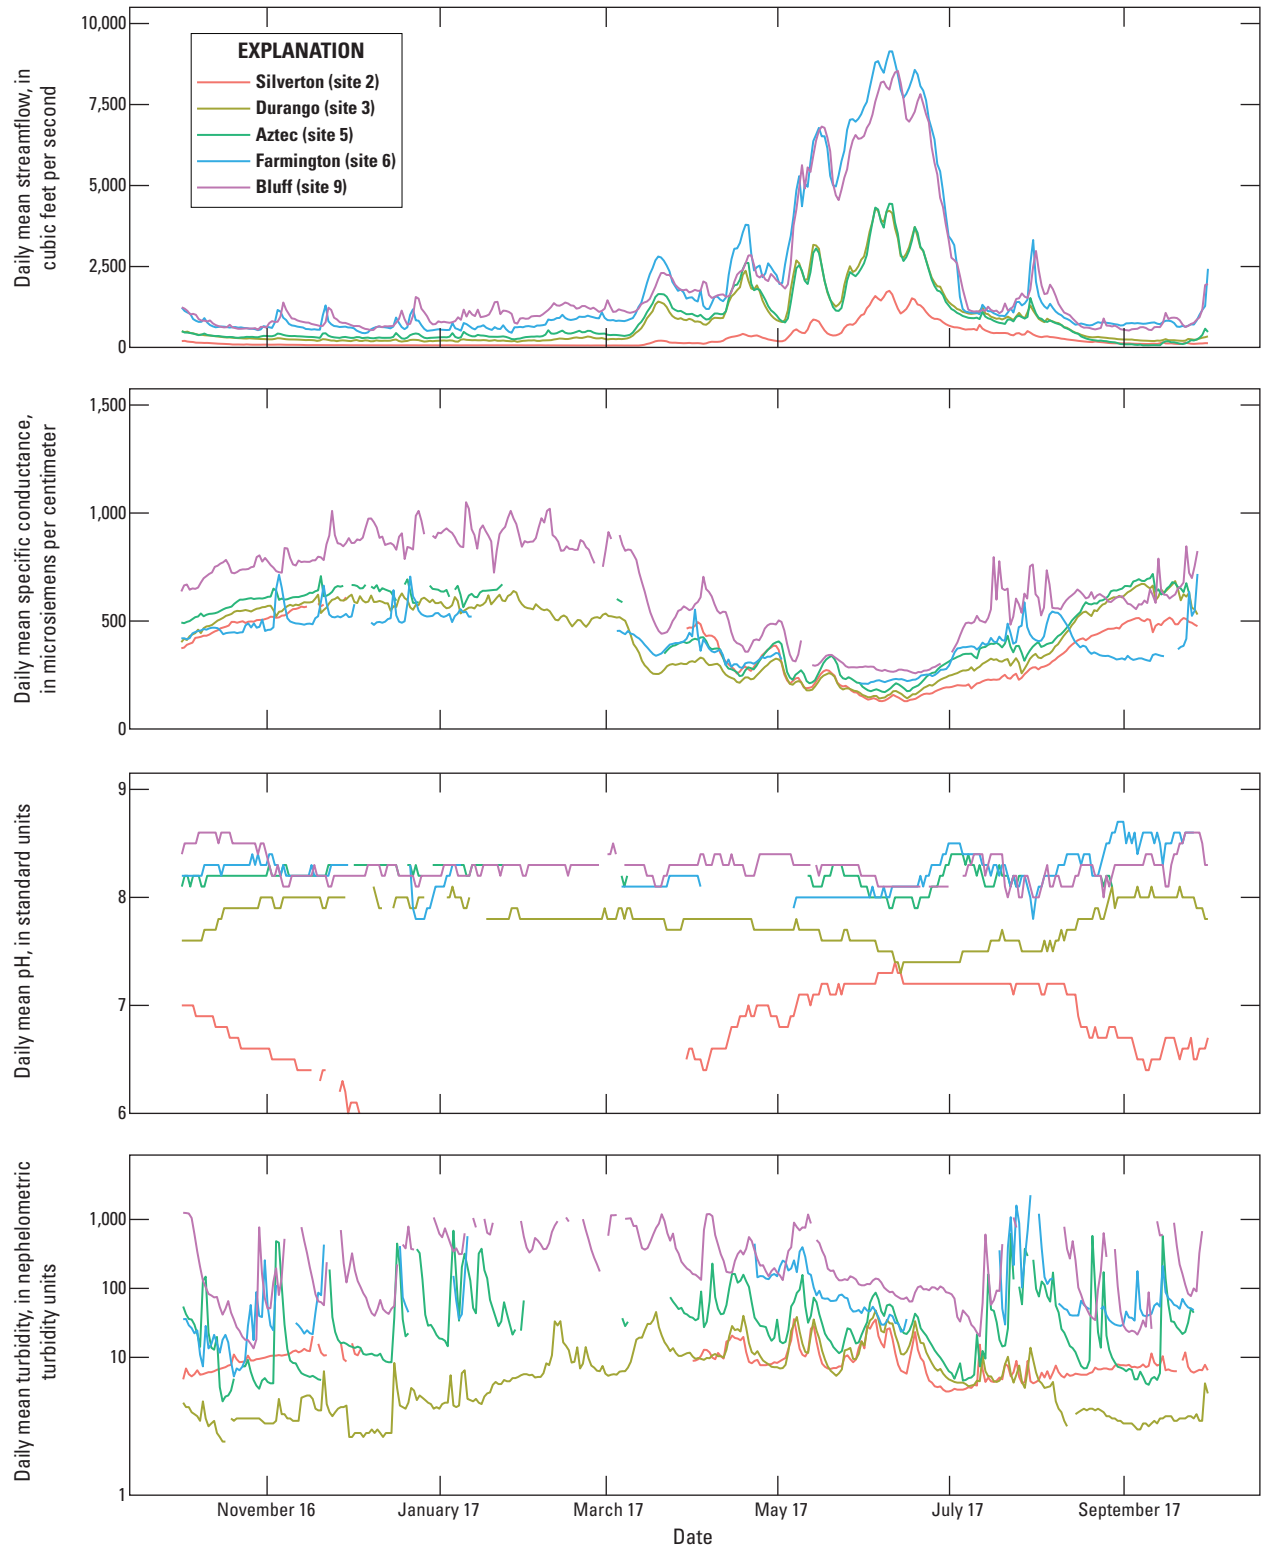 Daily mean streamflow, in
cubic feet per second
10,000
7,500
5,000
2,500
0
EXPLANATION
Silverton (site 2)
Durango (site 3)
Aztec (site 5)
Farmington (site 6)
Bluff (site 9)
Daily mean specific conductance,
in microsiemens per centimeter
1,500
1,000
500
0
Daily mean pH, in standard units
9
8
7
6
Daily mean turbidity, in nephelometric
turbidity units
1,000
100
10
1
November 16
January 17
March 17
May 17
July 17
September 17
Date